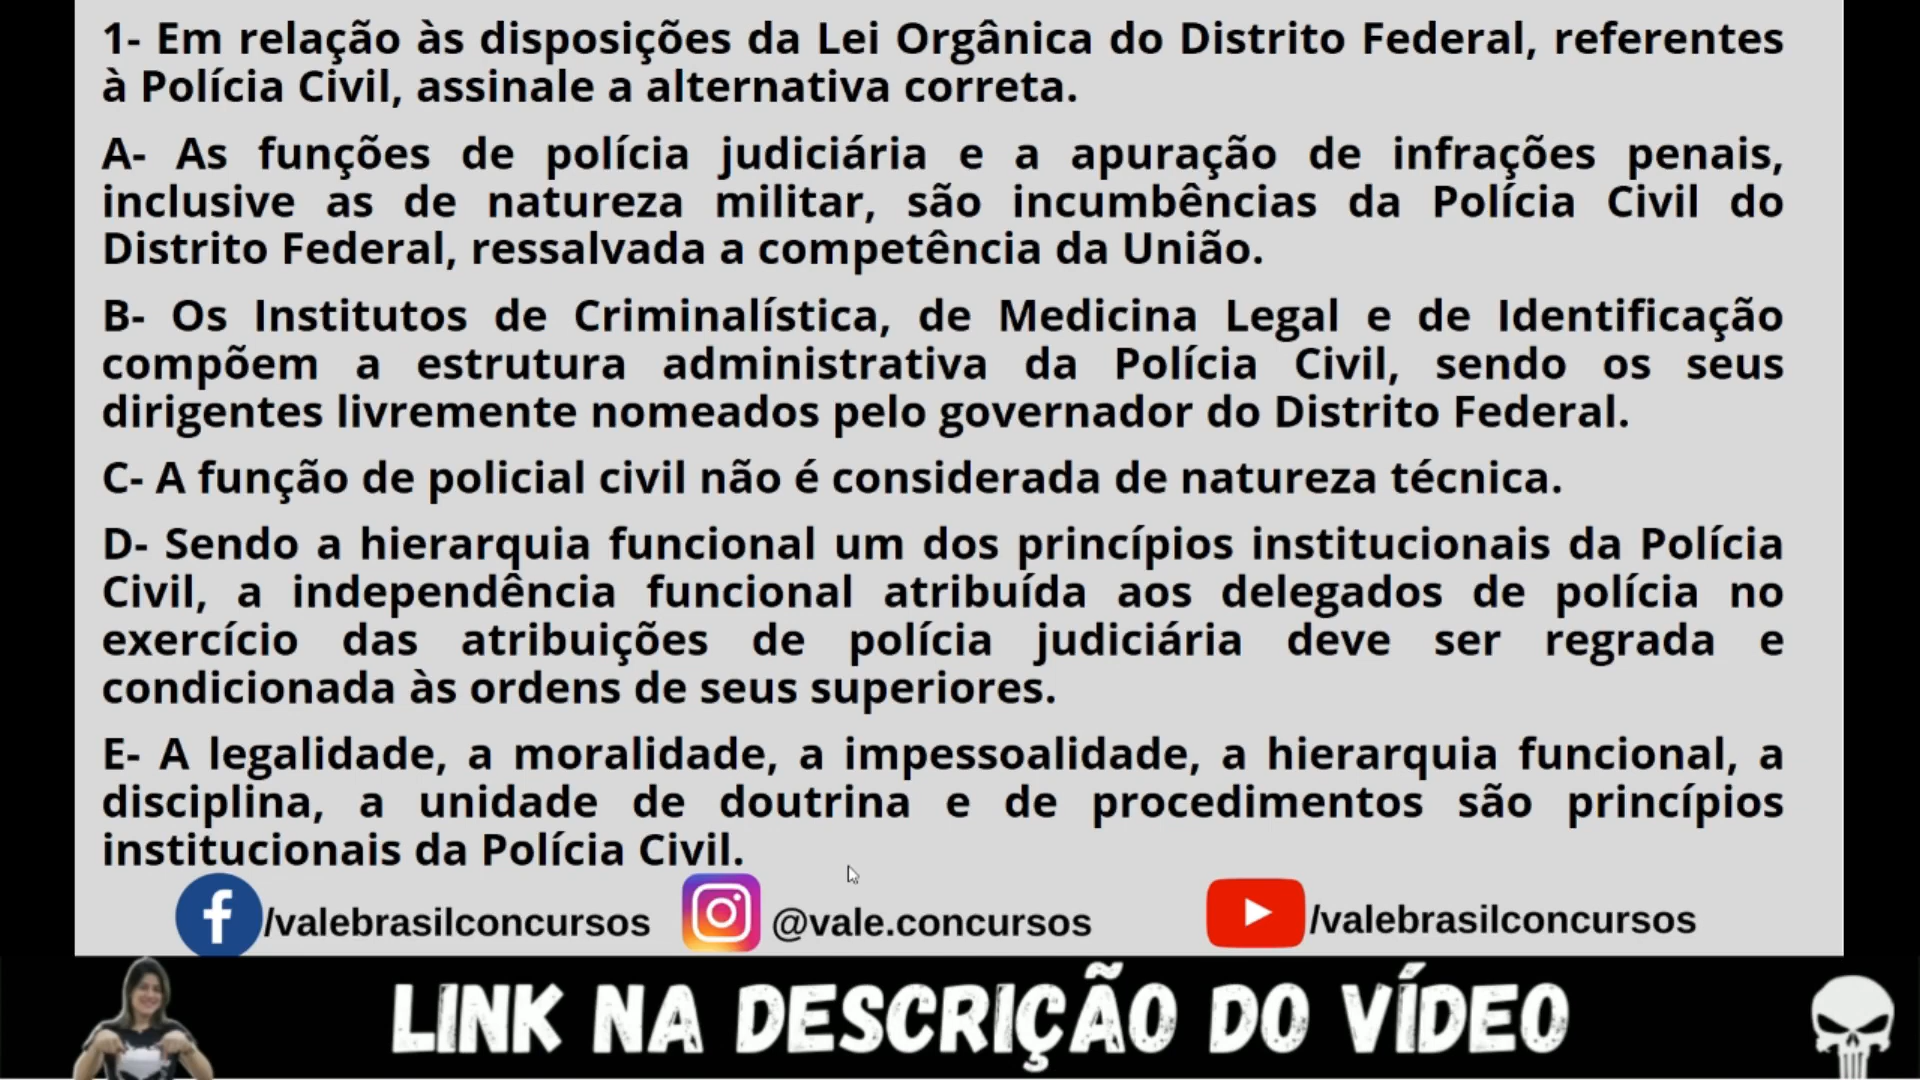 1- Em relação às disposições da Lei Orgânica do Distrito Federal, referentes
à Polícia Civil, assinale a alternativa correta.
A- As funções de polícia judiciária e a apuração de infrações penais,
inclusive as de natureza militar, são incumbências da Polícia Civil do
Distrito Federal, ressalvada a competência da União.
B- Os Institutos de Criminalística, de Medicina Legal e de Identificação
compõem a estrutura administrativa da Polícia Civil, sendo os seus
dirigentes livremente nomeados pelo governador do Distrito Federal.
C- A função de policial civil não é considerada de natureza técnica.
D- Sendo a hierarquia funcional um dos princípios institucionais da Polícia
Civil, a independência funcional atribuída aos delegados de polícia no
exercício das atribuições de polícia judiciária deve ser regrada e
condicionada às ordens de seus superiores.
E- A legalidade, a moralidade, a impessoalidade, a hierarquia funcional, a
disciplina, a unidade de doutrina e de procedimentos são princípios
institucionais da Polícia Civil.
/valebrasilconcursos @vale.concursos /valebrasilconcursos
LINK NA DESCRIÇÃO DO VÍDEO